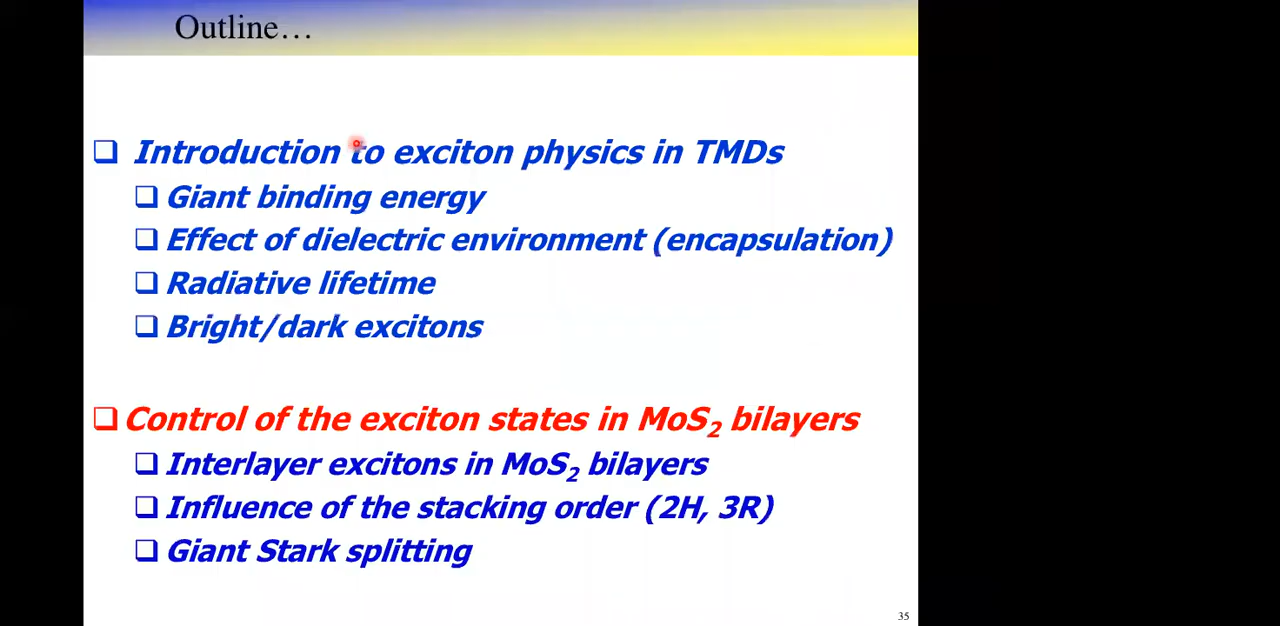 Outline…
Introduction to exciton physics in TMDs
Giant binding energy
Effect of dielectric environment (encapsulation)
Radiative lifetime
Bright/dark excitons
Control of the exciton states in MoS₂ bilayers
Interlayer excitons in MoS₂ bilayers
Influence of the stacking order (2H, 3R)
Giant Stark splitting
35